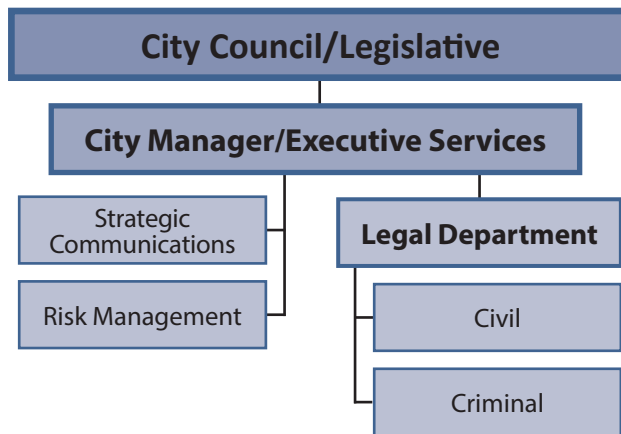 City Council/Legislative
City Manager/Executive Services
Strategic
Communications
Risk Management
Legal Department
Civil
Criminal